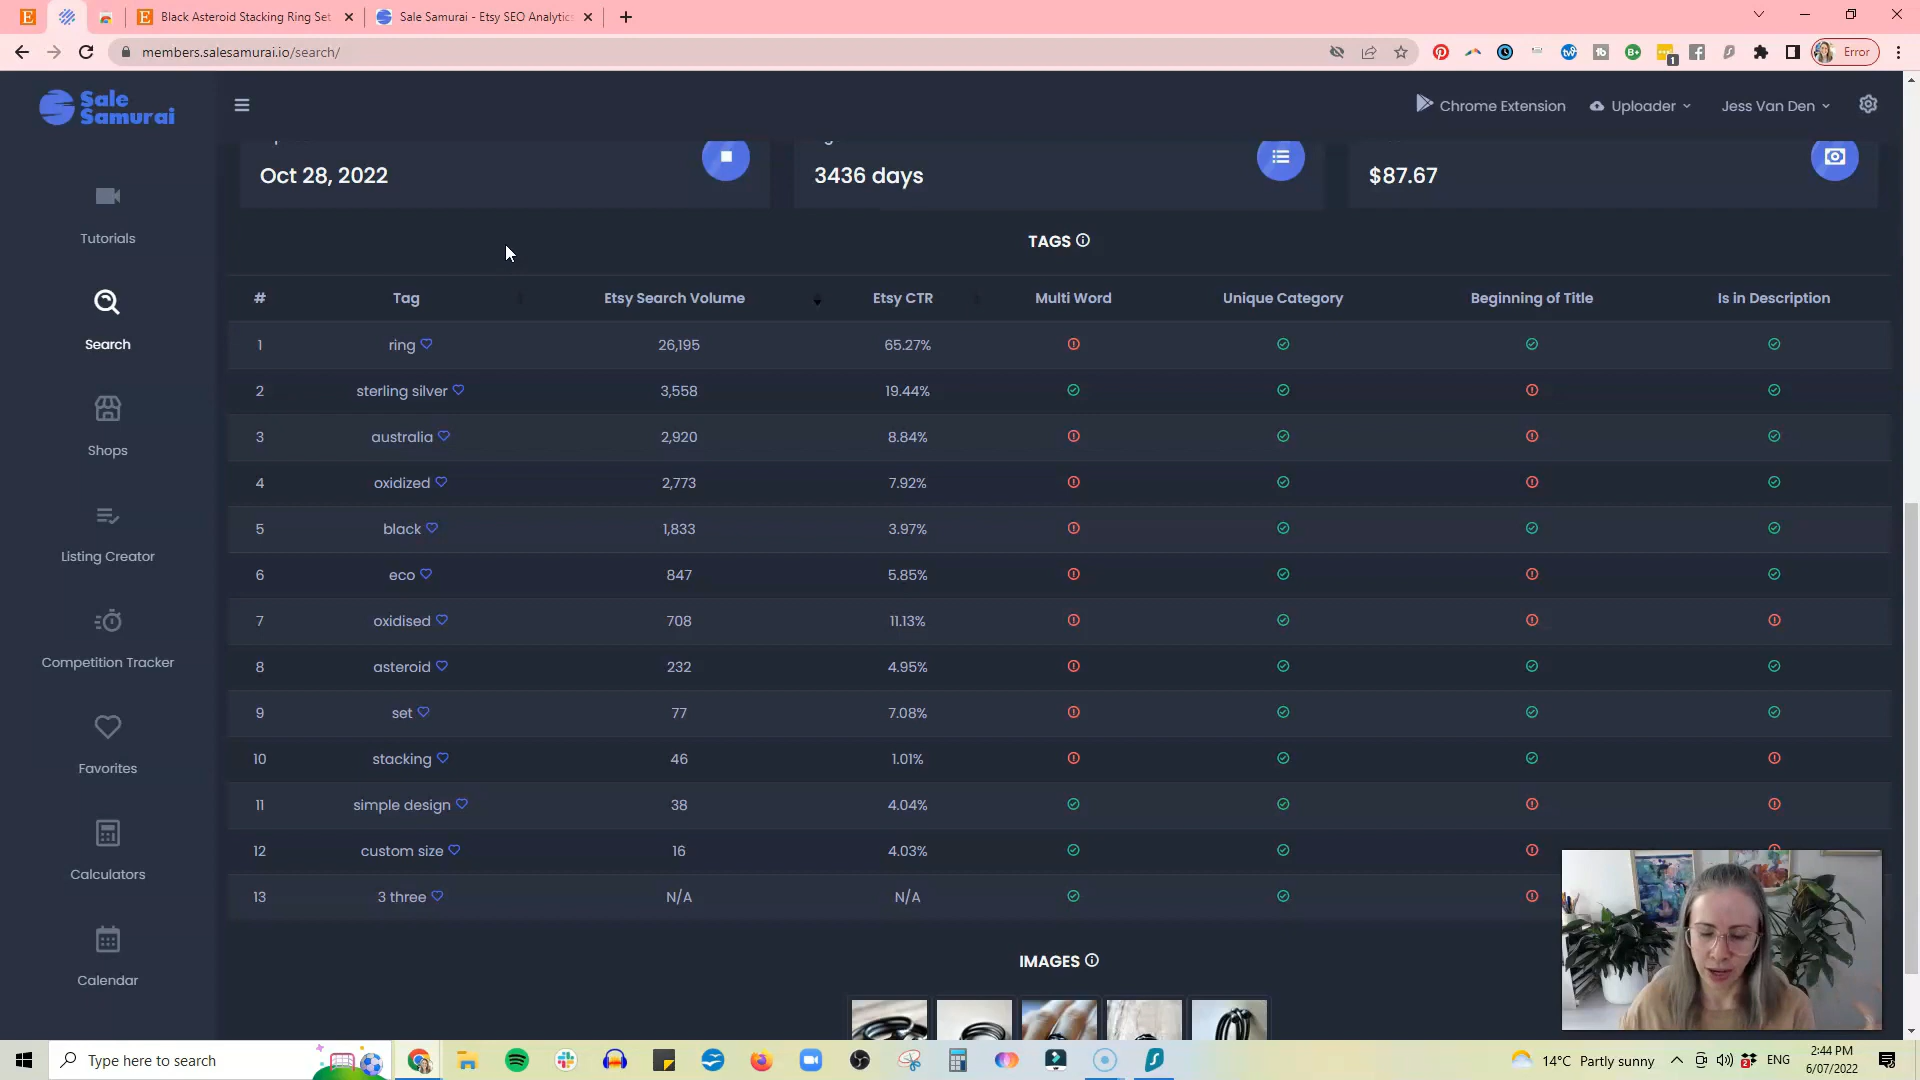 Black Asteroid Stacking Ring Set
Sale Samurai - Etsy SEO Analytics
members.salesamurai.io/search/
1
Error
Sale
Samurai
Chrome Extension
Uploader
Jess Van Den
Oct 28, 2022
3436 days
$87.67
Tutorials
Search
Shops
Listing Creator
Competition Tracker
Favorites
Calculators
Calendar
TAGS
# Tag Etsy Search Volume Etsy CTR Multi Word Unique Category Beginning of Title Is in Description
1 ring 26,195 65.27%
2 sterling silver 3,558 19.44%
3 australia 2,920 8.84%
4 oxidized 2,773 7.92%
5 black 1,833 3.97%
6 eco 847 5.85%
7 oxidised 708 11.13%
8 asteroid 232 4.95%
9 set 77 7.08%
10 stacking 46 1.01%
11 simple design 38 4.04%
12 custom size 16 4.03%
13 3 three N/A N/A
IMAGES
Type here to search
14°C Partly sunny
ENG
2:44 PM
6/07/2022